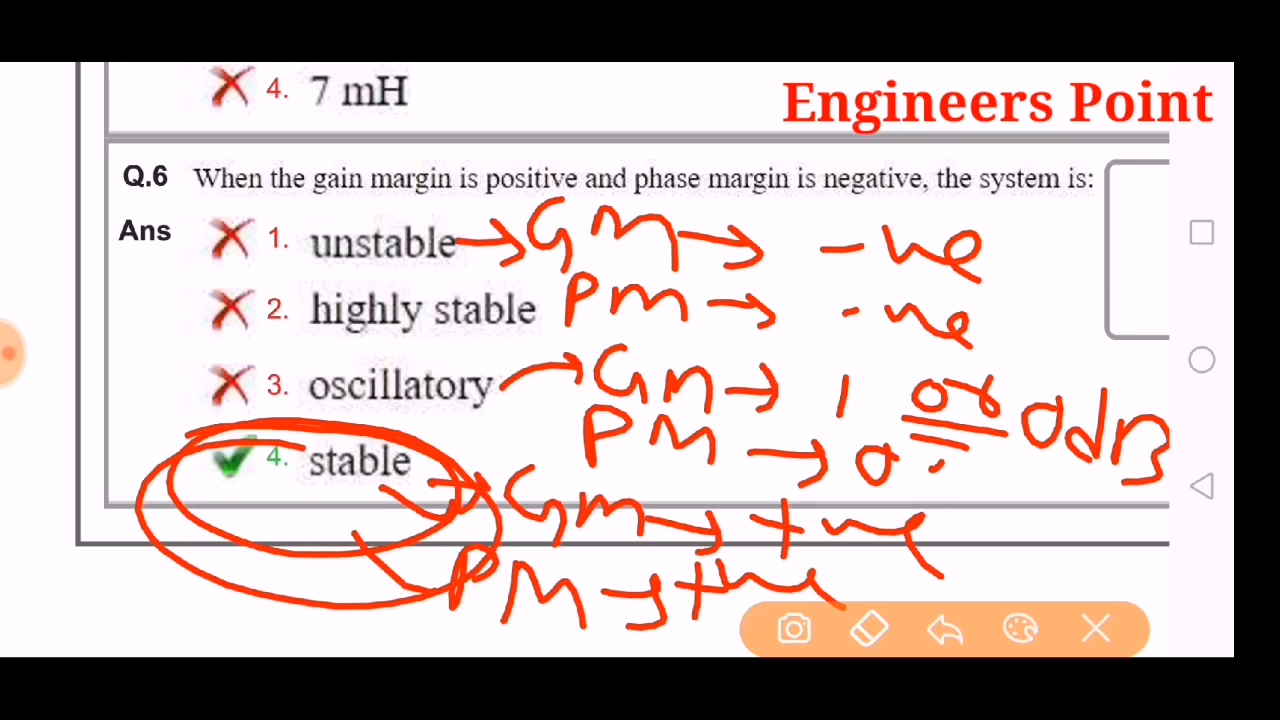 4. 7 mH
Engineers Point
Q.6 When the gain margin is positive and phase margin is negative, the system is:
Ans 1. unstable → GM → -ve
2. highly stable PM → -ve
3. oscillatory → GM → 1 or 0dB
PM → 0.
4. stable → GM → +ve
PM → +ve